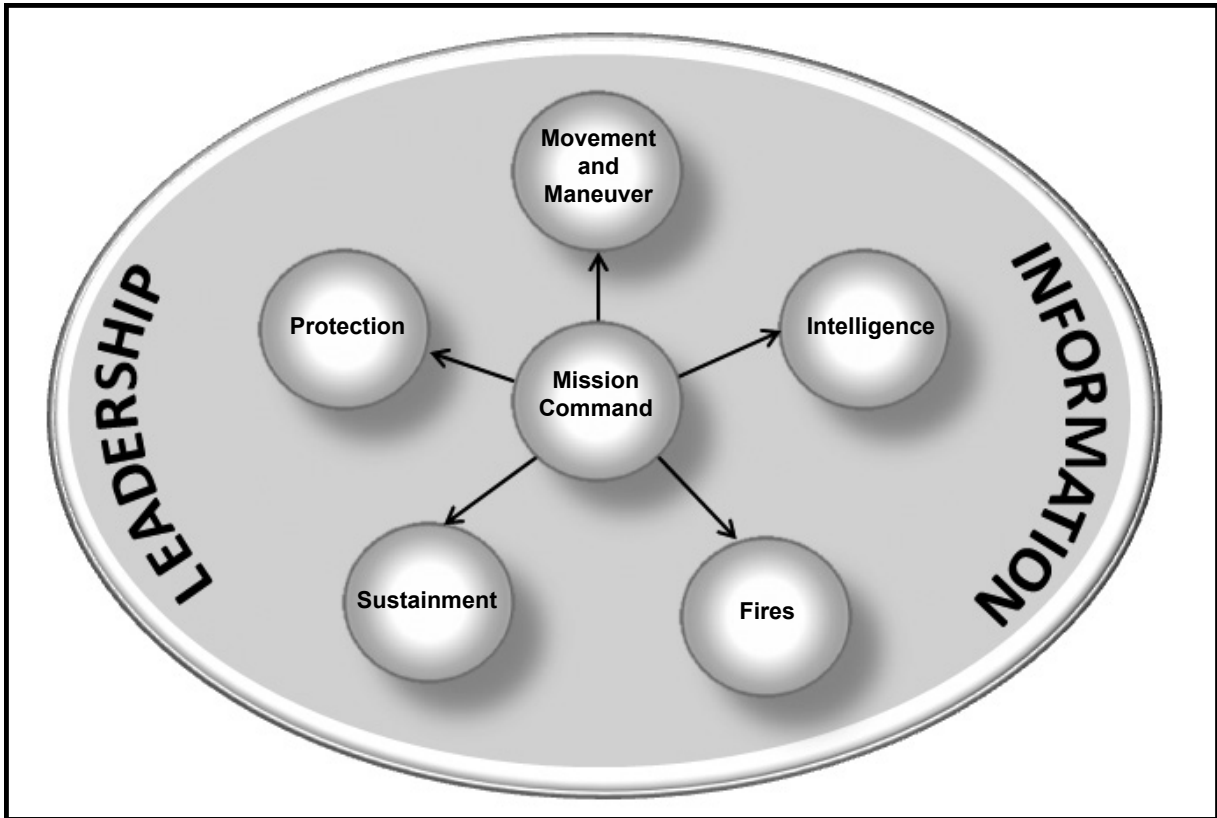 Movement
and
Maneuver
Protection
Intelligence
Mission
Command
LEADERSHIP
INFORMATION
Sustainment
Fires